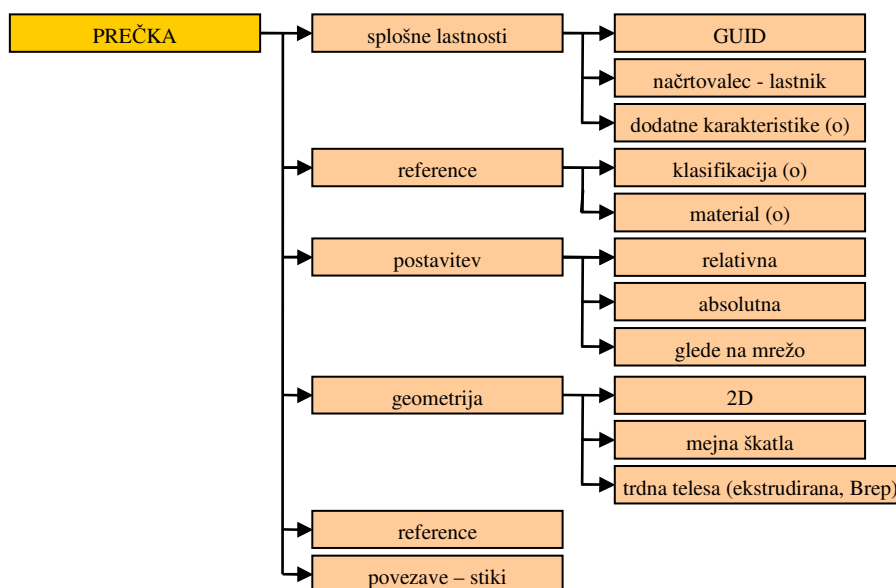 PREČKA
splošne lastnosti
GUID
načrtovalec - lastnik
dodatne karakteristike (o)
reference
klasifikacija (o)
material (o)
postavitev
relativna
absolutna
glede na mrežo
geometrija
2D
mejna škatla
trdna telesa (ekstrudirana, Brep)
reference
povezave – stiki